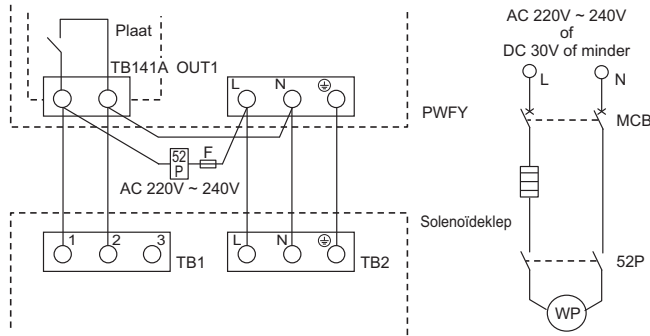 Plaat
TB141A OUT1
L N
PWFY
52
P
F
AC 220V ~ 240V
Solenoïdeklep
1 2 3
TB1
L N
TB2
AC 220V ~ 240V
of
DC 30V of minder
L N
MCB
52P
WP